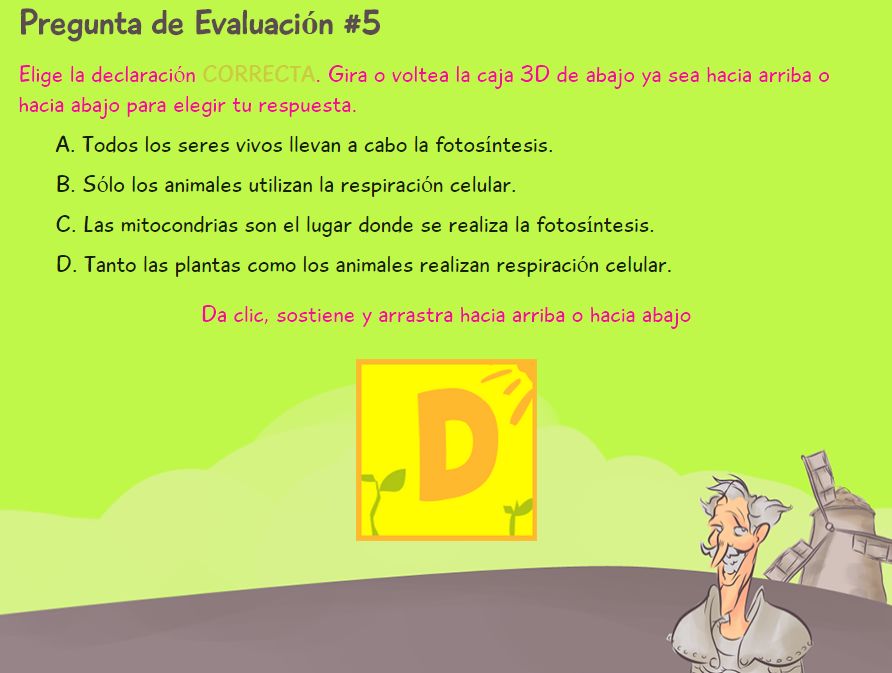 Pregunta de Evaluación #5
Elige la declaración CORRECTA. Gira o voltea la caja 3D de abajo ya sea hacia arriba o
hacia abajo para elegir tu respuesta.
A. Todos los seres vivos llevan a cabo la fotosíntesis.
B. Sólo los animales utilizan la respiración celular.
C. Las mitocondrias son el lugar donde se realiza la fotosíntesis.
D. Tanto las plantas como los animales realizan respiración celular.
Da clic, sostiene y arrastra hacia arriba o hacia abajo
D